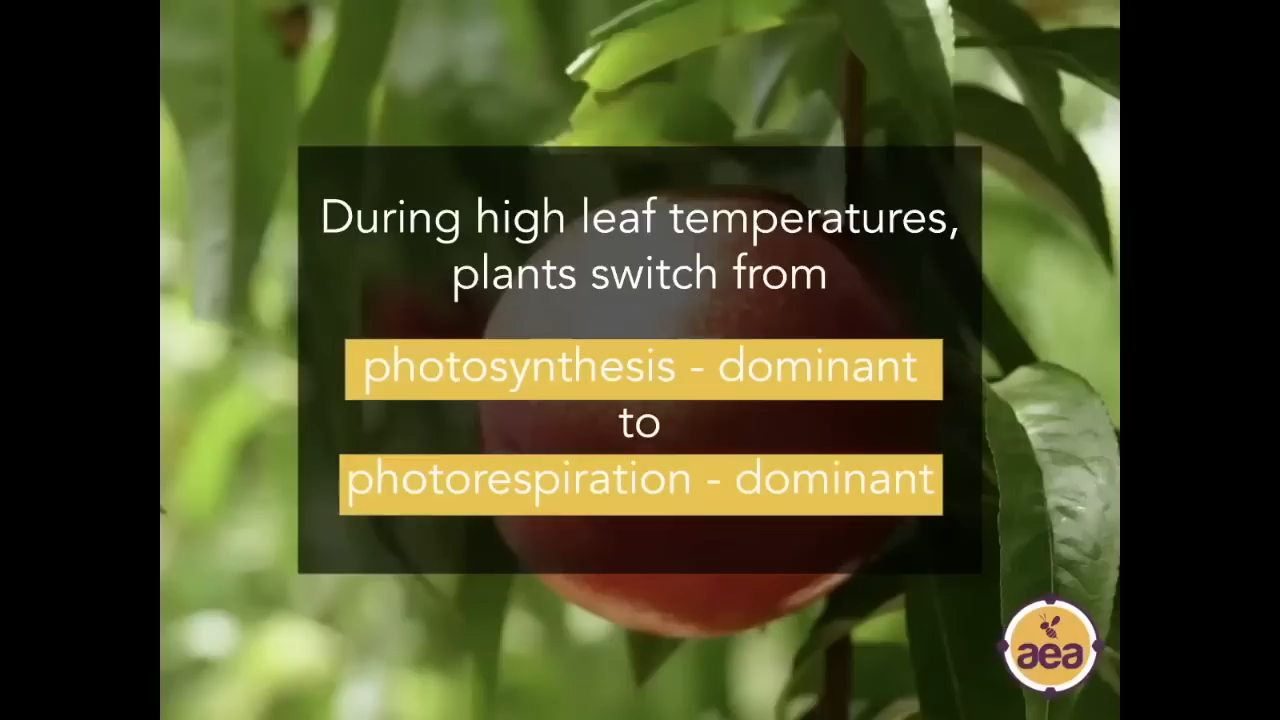 During high leaf temperatures,
plants switch from
photosynthesis - dominant
to
photorespiration - dominant
aea